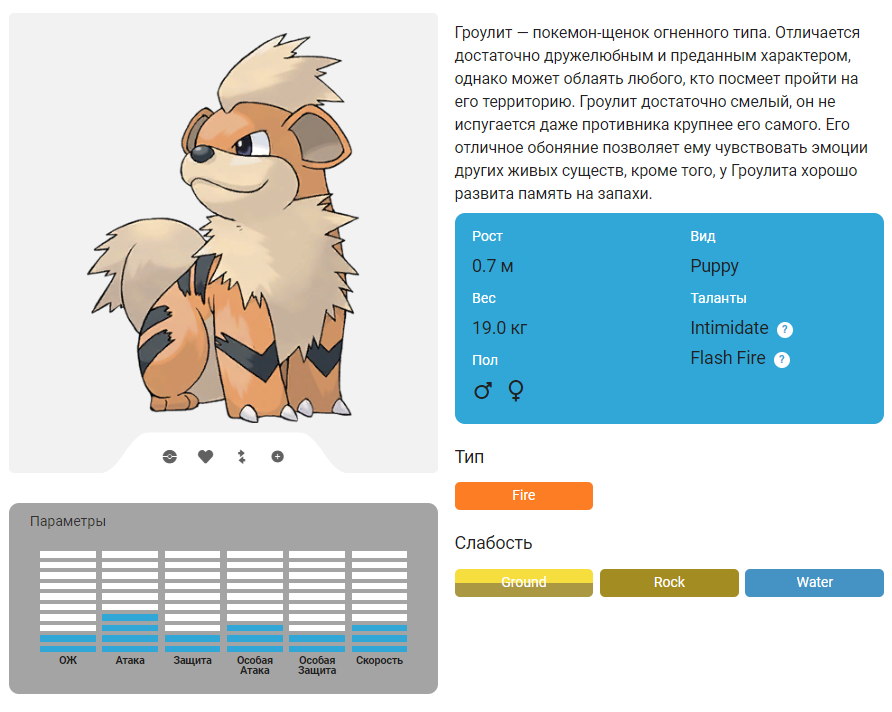 Гроулит — покемон-щенок огненного типа. Отличается
достаточно дружелюбным и преданным характером,
однако может облаять любого, кто посмеет пройти на
его территорию. Гроулит достаточно смелый, он не
испугается даже противника крупнее его самого. Его
отличное обоняние позволяет ему чувствовать эмоции
других живых существ, кроме того, у Гроулита хорошо
развита память на запахи.
Рост
0.7 м
Вес
19.0 кг
Пол
♂ ♀
Вид
Puppy
Таланты
Intimidate ?
Flash Fire ?
Тип
Fire
Слабость
Ground Rock Water
Параметры
ОЖ
Атака
Защита
Особая
Атака
Особая
Защита
Скорость